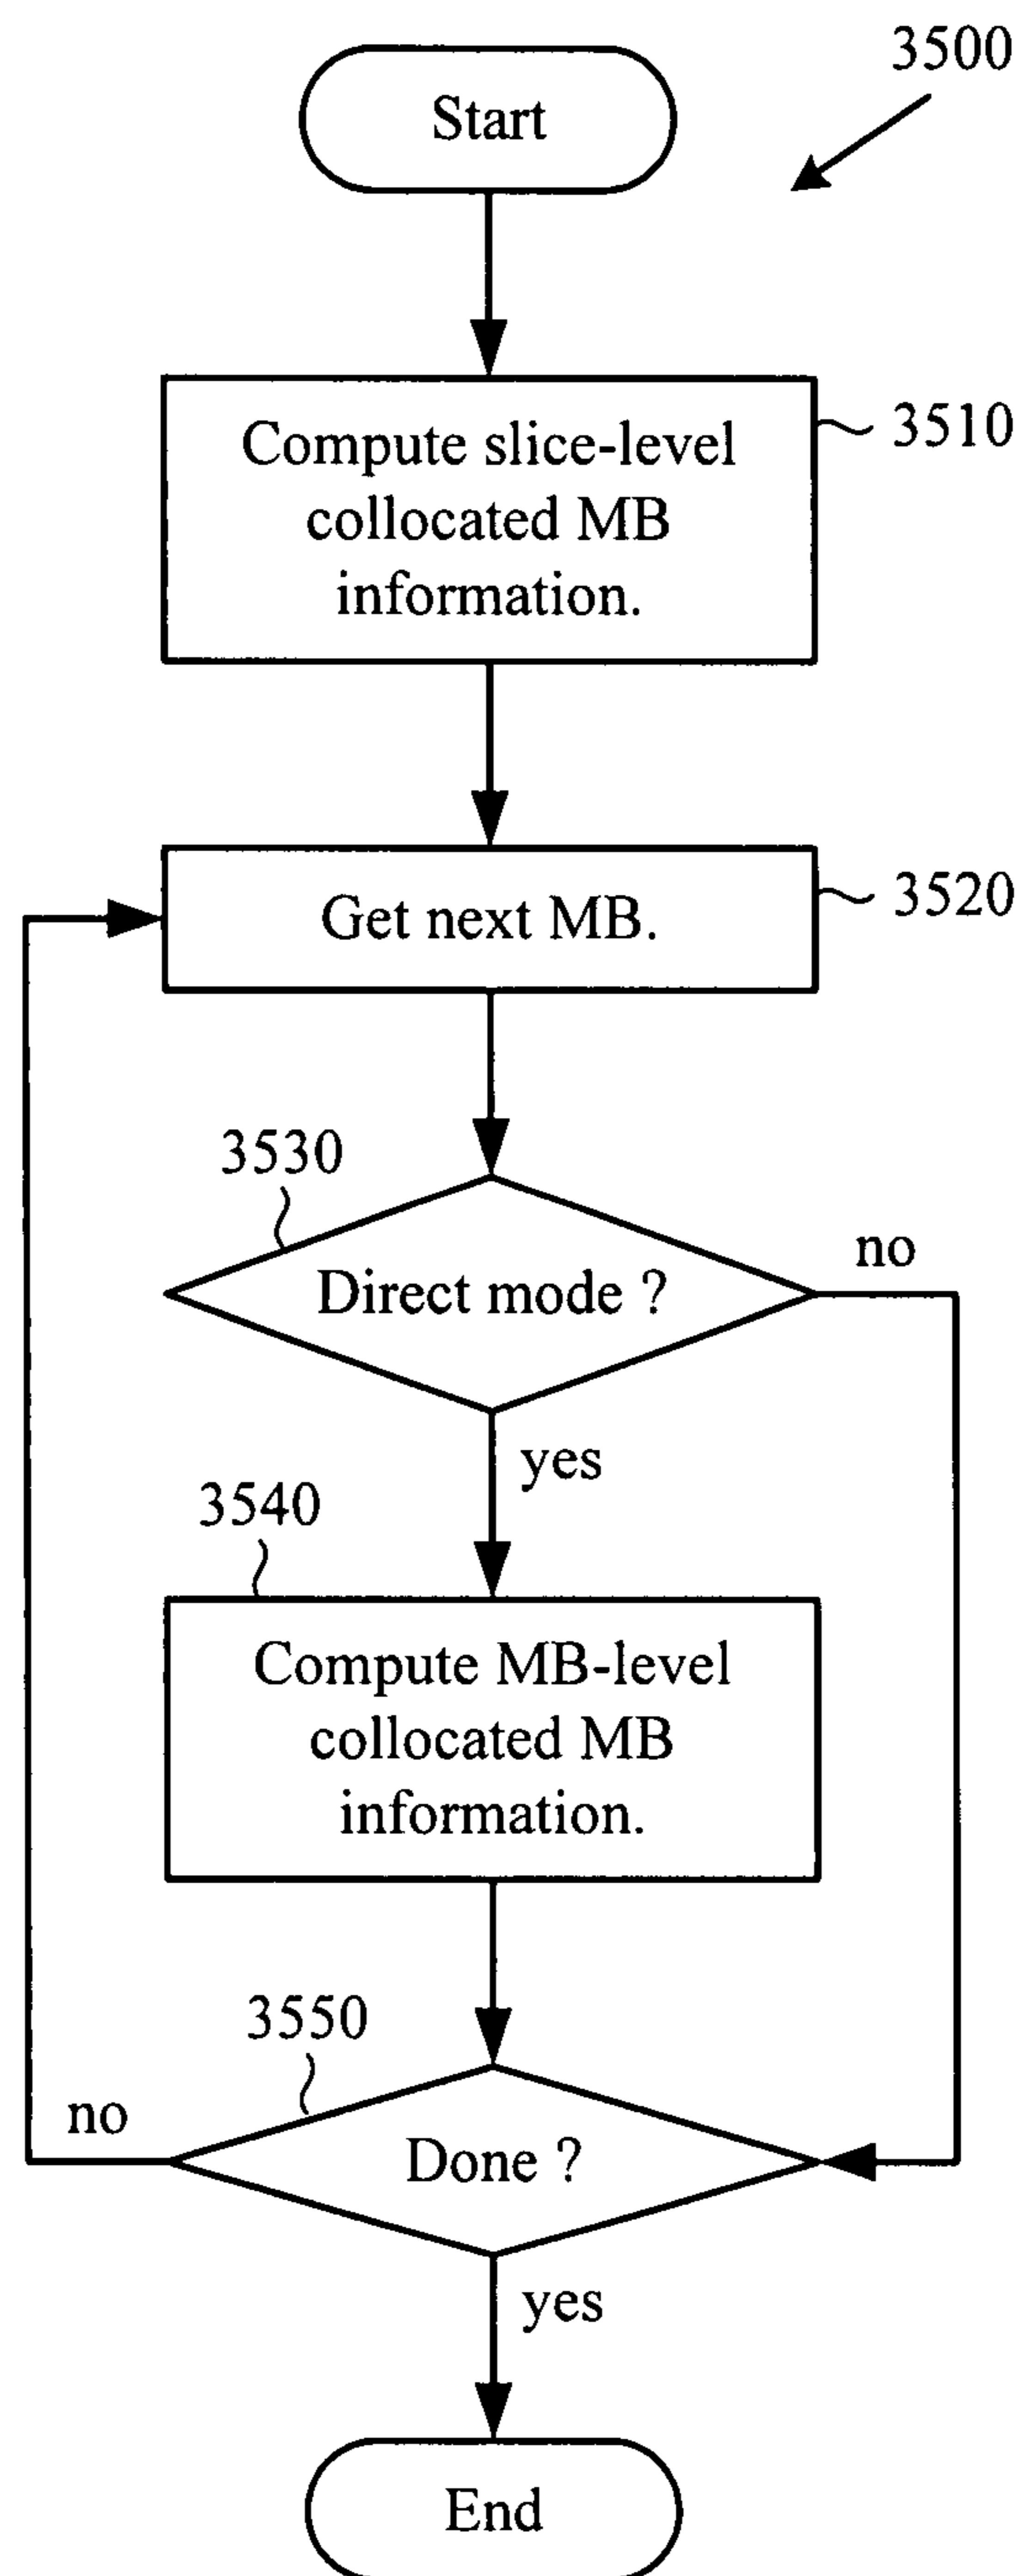 3500
Start
Compute slice-level
collocated MB
information.
3510
Get next MB.
3520
3530
Direct mode ?
no
yes
3540
Compute MB-level
collocated MB
information.
3550
no
Done ?
yes
End